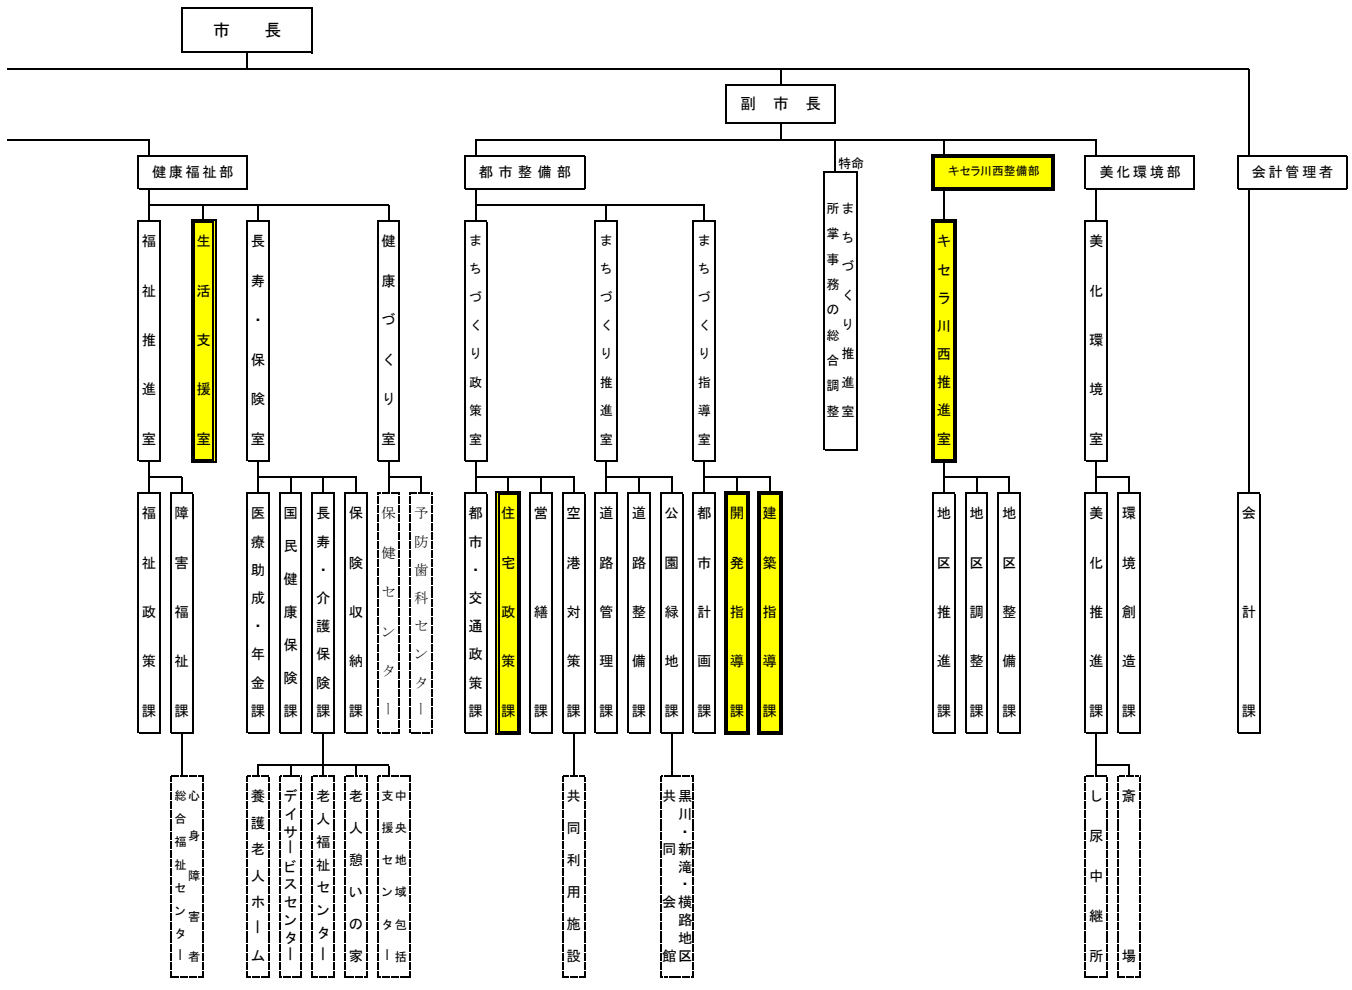 市長
副市長
健康福祉部
都市整備部
特命
まちづくり推進室
所掌事務の総合調整
キセラ川西整備部
美化環境部
会計管理者
福祉推進室
生活支援室
長寿・保険室
健康づくり室
まちづくり政策室
まちづくり推進室
まちづくり指導室
キセラ川西推進室
美化環境室
福祉政策課
障害福祉課
医療助成・年金課
国民健康保険課
長寿・介護保険課
保険収納課
保健センター
予防歯科センター
都市・交通政策課
住宅政策課
営繕課
空港対策課
道路管理課
道路整備課
公園緑地課
都市計画課
開発指導課
建築指導課
地区推進課
地区調整課
地区整備課
美化推進課
環境創造課
会計課
心身障害者
総合福祉センター
養護老人ホーム
デイサービスセンター
老人福祉センター
老人憩いの家
中央地域包括
支援センター
共同利用施設
黒川・新滝・横路地区
共同会館
し尿中継所
斎場